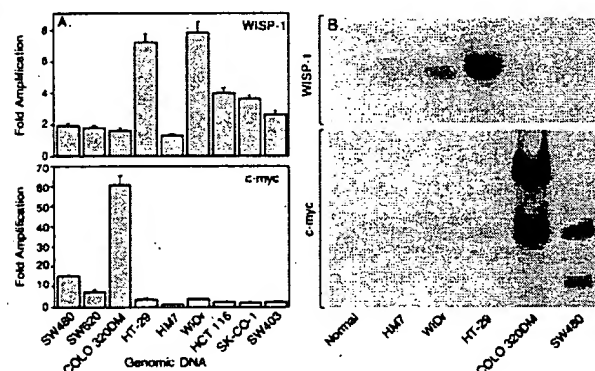 A.
WISP-1
Fold Amplification
8
6
4
2
0
c-myc
Fold Amplification
70
60
50
40
30
20
10
0
SW480
SW620
COLO 320DM
HT-29
HM7
WiDr
HCT 116
SK-CO-1
SW403
Genomic DNA
B.
WISP-1
c-myc
Normal
HM7
WiDr
HT-29
COLO 320DM
SW480